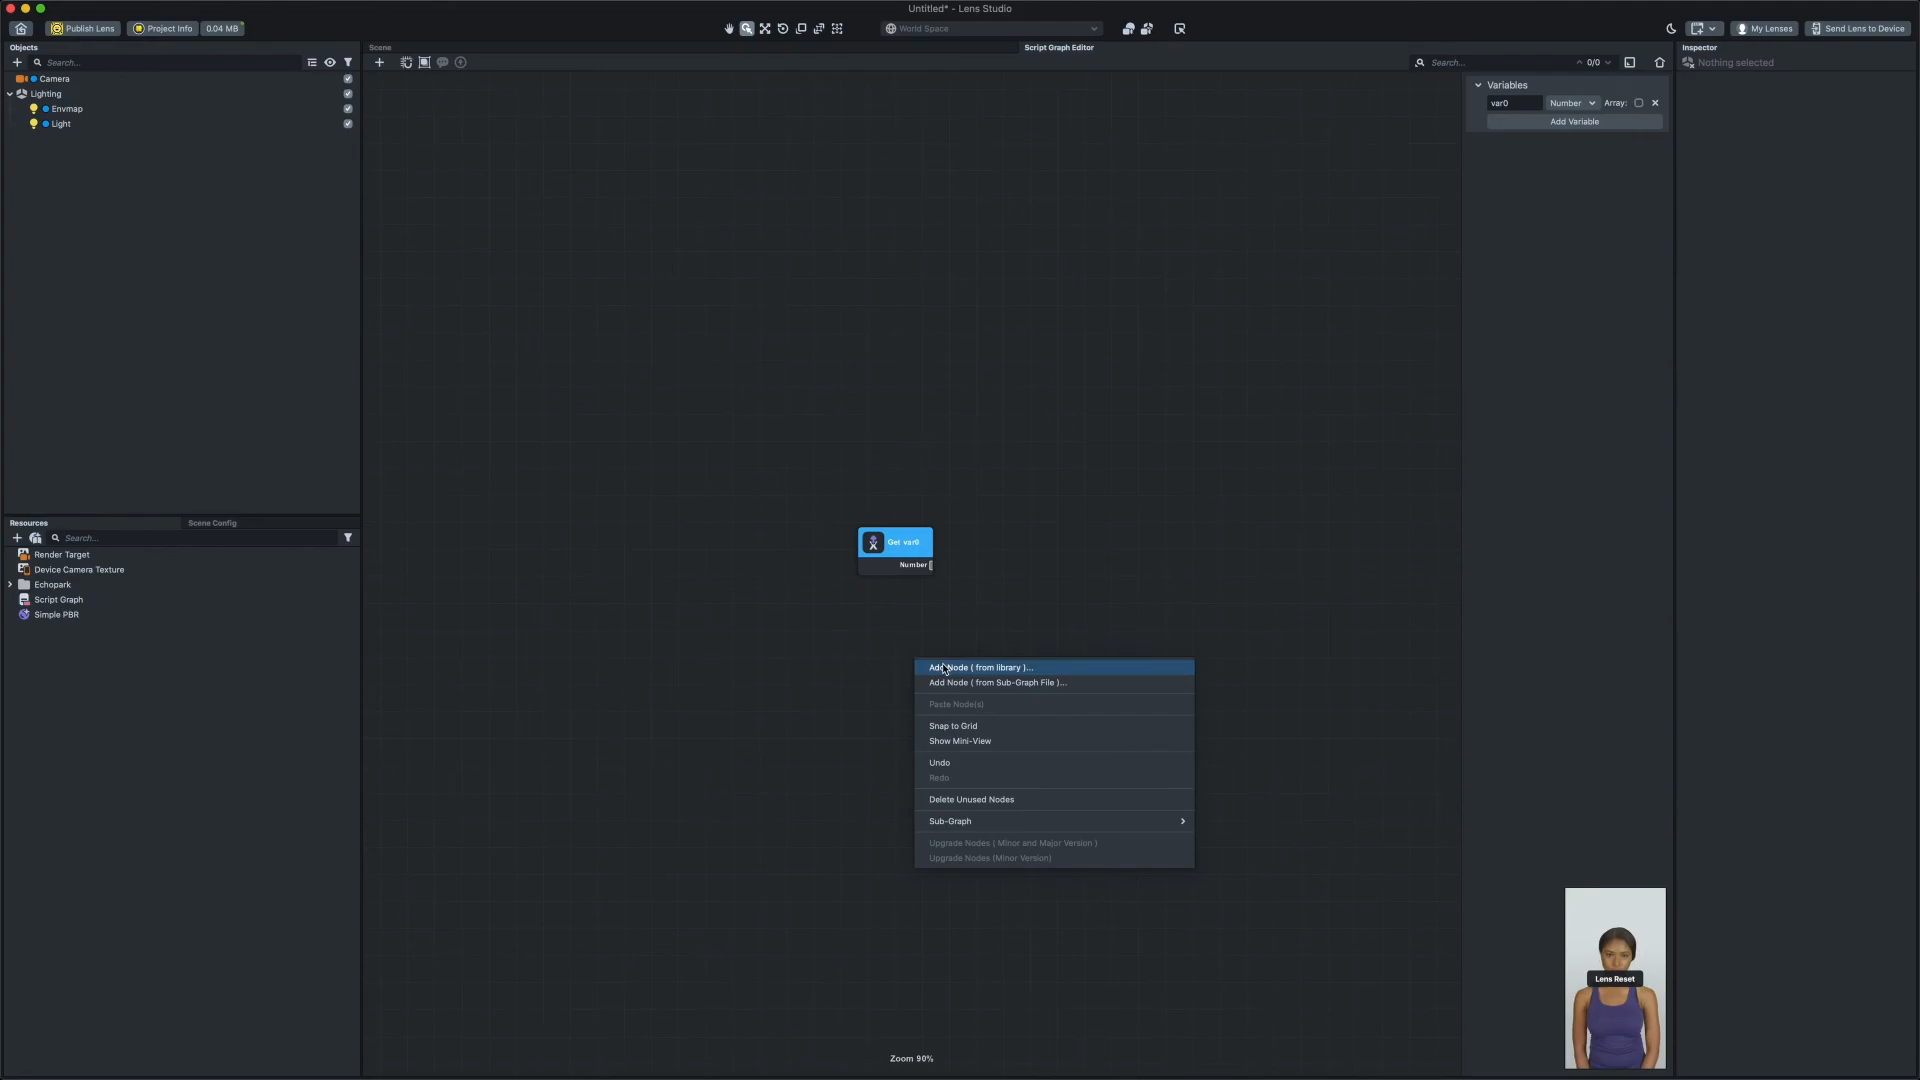 Untitled* - Lens Studio
Publish Lens
Project Info
0.04 MB
World Space
My Lenses
Send Lens to Device
Objects
Search...
Camera
Lighting
Envmap
Light
Resources
Scene Config
Search...
Render Target
Device Camera Texture
Echopark
Script Graph
Simple PBR
Scene
Script Graph Editor
Search...
0/0
Get var0
Number
Add Node ( from library )...
Add Node ( from Sub-Graph File )...
Paste Node(s)
Snap to Grid
Show Mini-View
Undo
Redo
Delete Unused Nodes
Sub-Graph
Upgrade Nodes ( Minor and Major Version )
Upgrade Nodes (Minor Version)
Zoom 90%
Variables
var0 Number Array:
Add Variable
Lens Reset
Inspector
Nothing selected